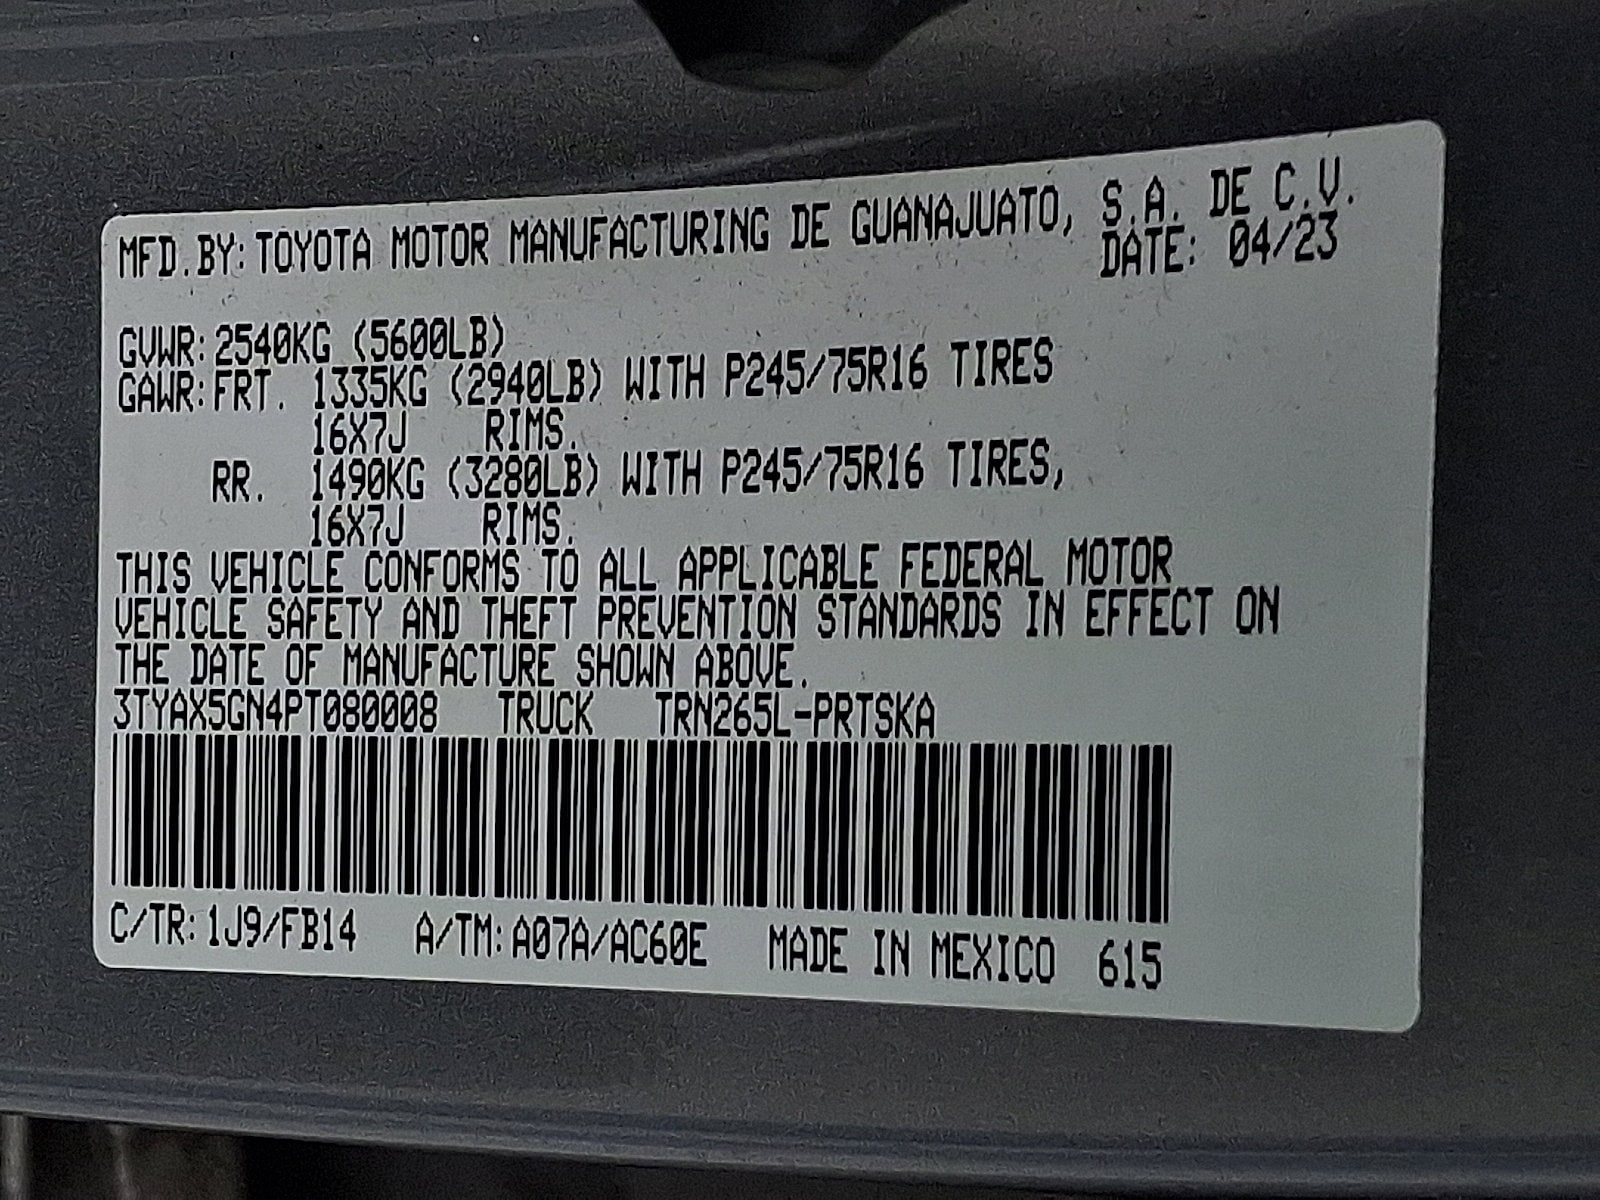 MFD.BY: TOYOTA MOTOR MANUFACTURING DE GUANAJUATO, S.A. DE C.V.
DATE: 04/23
GVWR: 2540KG (5600LB)
GAWR: FRT. 1335KG (2940LB) WITH P245/75R16 TIRES
16X7J RIMS.
RR. 1490KG (3280LB) WITH P245/75R16 TIRES,
16X7J RIMS.
THIS VEHICLE CONFORMS TO ALL APPLICABLE FEDERAL MOTOR
VEHICLE SAFETY AND THEFT PREVENTION STANDARDS IN EFFECT ON
THE DATE OF MANUFACTURE SHOWN ABOVE.
3TYAX5GN4PT080008 TRUCK TRN265L-PRTSKA
C/TR: 1J9/FB14 A/TM: A07A/AC60E MADE IN MEXICO 615